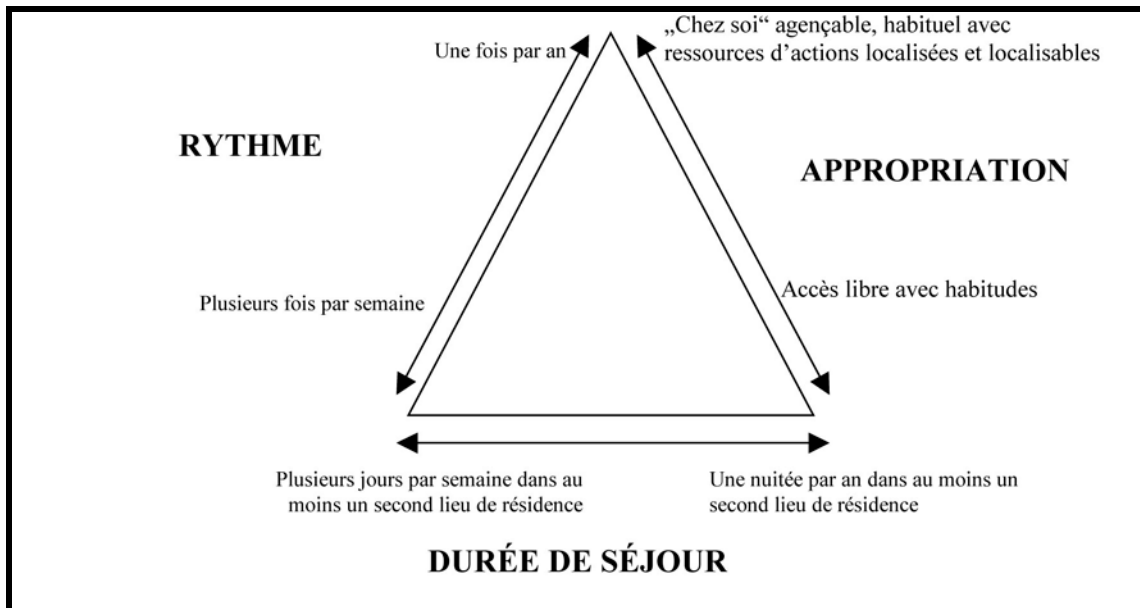 „Chez soi“ agençable, habituel avec
ressources d’actions localisées et localisables
Une fois par an
RYTHME
APPROPRIATION
Plusieurs fois par semaine
Accès libre avec habitudes
Plusieurs jours par semaine dans au
moins un second lieu de résidence
Une nuitée par an dans au moins un
second lieu de résidence
DURÉE DE SÉJOUR